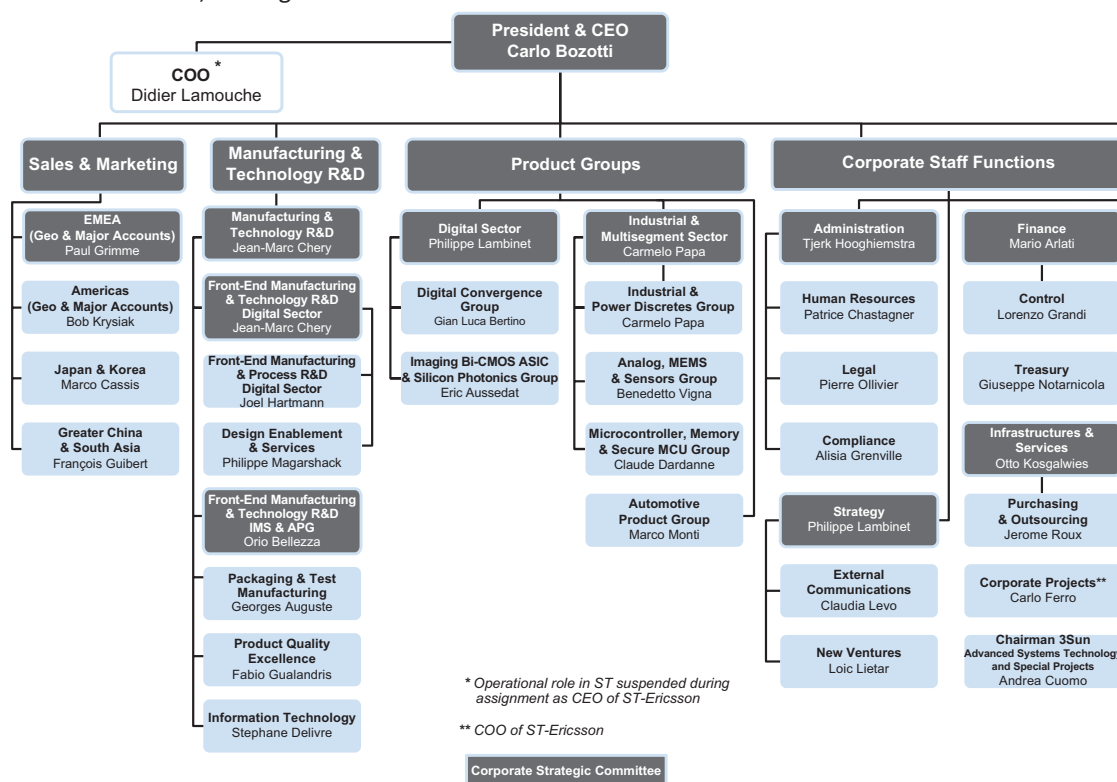 President & CEO
Carlo Bozotti
COO *
Didier Lamouche
Sales & Marketing
Manufacturing &
Technology R&D
Product Groups
Corporate Staff Functions
EMEA
(Geo & Major Accounts)
Paul Grimme
Americas
(Geo & Major Accounts)
Bob Krysiak
Japan & Korea
Marco Cassis
Greater China
& South Asia
François Guibert
Manufacturing &
Technology R&D
Jean-Marc Chery
Front-End Manufacturing
& Technology R&D
Digital Sector
Jean-Marc Chery
Front-End Manufacturing
& Process R&D
Digital Sector
Joel Hartmann
Design Enablement
& Services
Philippe Magarshack
Front-End Manufacturing
& Technology R&D
IMS & APG
Orio Bellezza
Packaging & Test
Manufacturing
Georges Auguste
Product Quality
Excellence
Fabio Gualandris
Information Technology
Stephane Delivre
Digital Sector
Philippe Lambinet
Digital Convergence
Group
Gian Luca Bertino
Imaging Bi-CMOS ASIC
& Silicon Photonics Group
Eric Aussedat
Industrial &
Multisegment Sector
Carmelo Papa
Industrial &
Power Discretes Group
Carmelo Papa
Analog, MEMS
& Sensors Group
Benedetto Vigna
Microcontroller, Memory
& Secure MCU Group
Claude Dardanne
Automotive
Product Group
Marco Monti
Administration
Tjerk Hooghiemstra
Human Resources
Patrice Chastagner
Legal
Pierre Ollivier
Compliance
Alisia Grenville
Strategy
Philippe Lambinet
External
Communications
Claudia Levo
New Ventures
Loic Lietar
Finance
Mario Arlati
Control
Lorenzo Grandi
Treasury
Giuseppe Notarnicola
Infrastructures &
Services
Otto Kosgalwies
Purchasing
& Outsourcing
Jerome Roux
Corporate Projects**
Carlo Ferro
Chairman 3Sun
Advanced Systems Technology
and Special Projects
Andrea Cuomo
* Operational role in ST suspended during
assignment as CEO of ST-Ericsson
** COO of ST-Ericsson
Corporate Strategic Committee